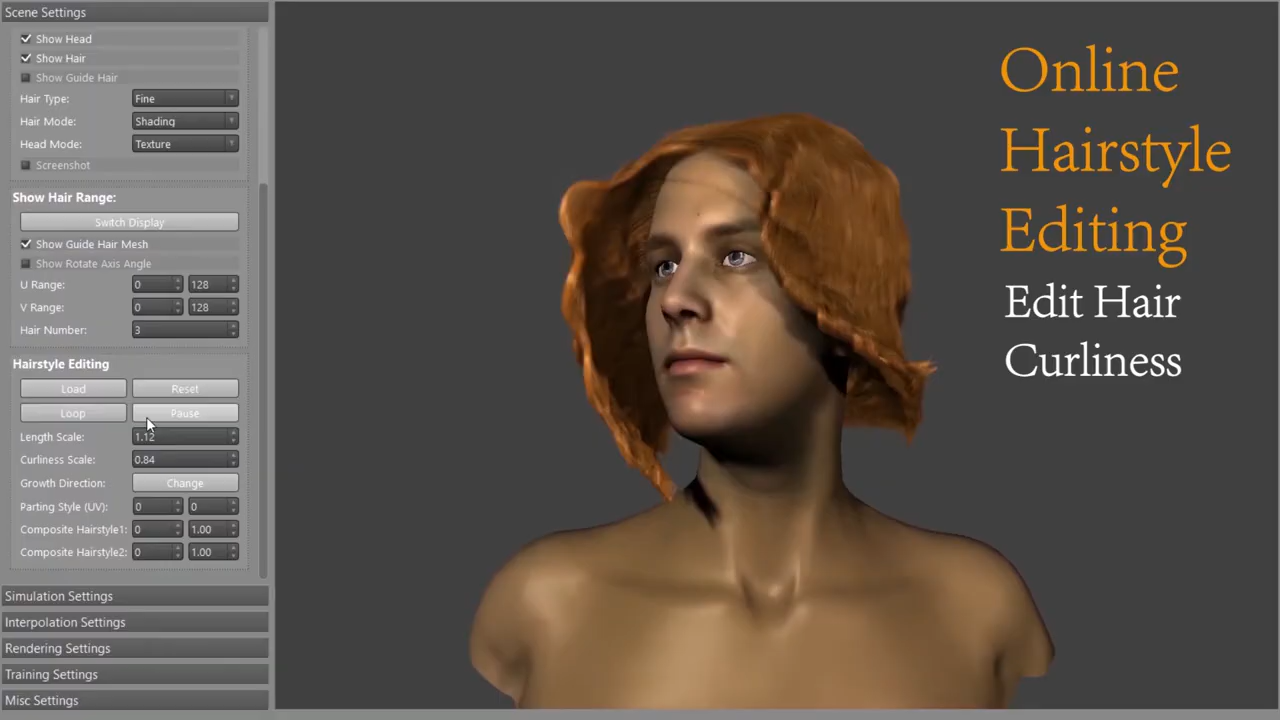 Scene Settings
Show Head
Show Hair
Show Guide Hair
Hair Type: Fine
Hair Mode: Shading
Head Mode: Texture
Screenshot
Show Hair Range:
Switch Display
Show Guide Hair Mesh
Show Rotate Axis Angle
U Range: 0 128
V Range: 0 128
Hair Number: 3
Hairstyle Editing
Load Reset
Loop Pause
Length Scale: 1.12
Curliness Scale: 0.84
Growth Direction: Change
Parting Style (UV): 0 0
Composite Hairstyle1: 0 1.00
Composite Hairstyle2: 0 1.00
Simulation Settings
Interpolation Settings
Rendering Settings
Training Settings
Misc Settings
Online
Hairstyle
Editing
Edit Hair
Curliness